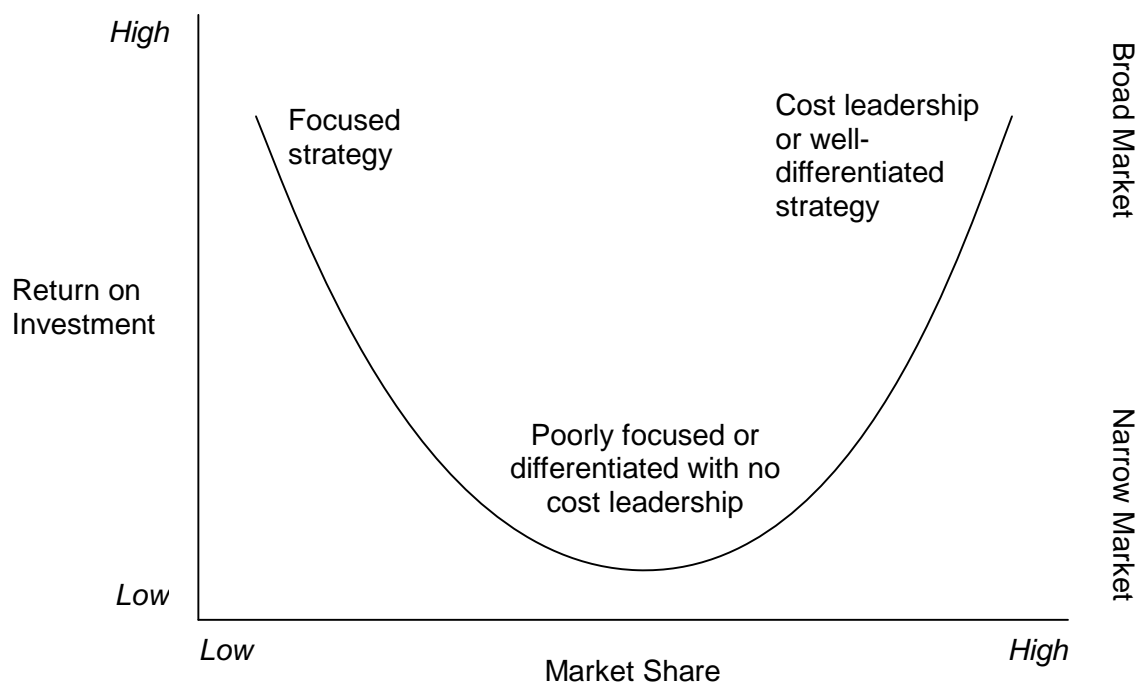 High
Broad Market
Focused
strategy
Cost leadership
or well-
differentiated
strategy
Return on
Investment
Poorly focused or
differentiated with no
cost leadership
Narrow Market
Low
Low
High
Market Share